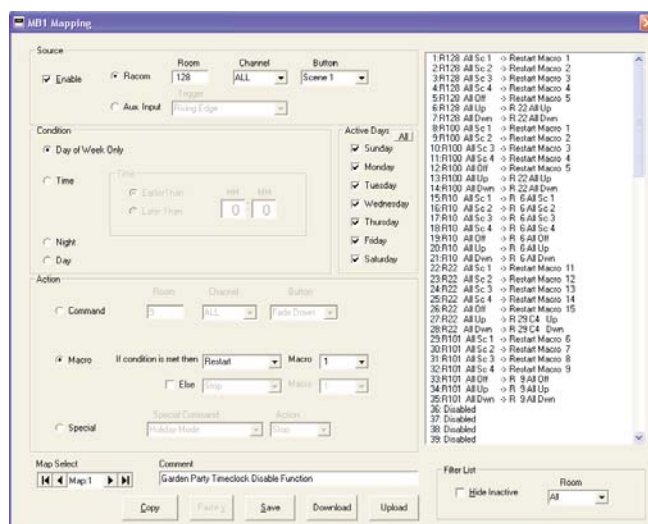 MB1 Mapping
Source
Enable
Racom
Room
128
Channel
ALL
Button
Scene 1
Aux. Input
Trigger
Rising Edge
Condition
Day of Week Only
Time
Time
Earlier Than
Later Than
HH MM
0 : 0
Night
Day
Active Days All
Sunday
Monday
Tuesday
Wednesday
Thursday
Friday
Saturday
Action
Command
Room Channel Button
ALL Fade Down
Macro If condition is met then Restart Macro 1
Else Stop Macro 1
Special
Special Command Action
Holiday Mode Stop
Map Select
Map:1
Comment
Garden Party Timeclock Disable Function
Copy Save Download Upload
1:R128 All Sc 1 -> Restart Macro 1
2:R128 All Sc 2 -> Restart Macro 2
3:R128 All Sc 3 -> Restart Macro 3
4:R128 All Sc 4 -> Restart Macro 4
5:R128 All Off -> Restart Macro 5
6:R128 All Up -> R 22 All Up
7:R128 All Dwn -> R 22 All Dwn
8:R100 All Sc 1 -> Restart Macro 1
9:R100 All Sc 2 -> Restart Macro 2
10:R100 All Sc 3 -> Restart Macro 3
11:R100 All Sc 4 -> Restart Macro 4
12:R100 All Off -> Restart Macro 5
13:R100 All Up -> R 22 All Up
14:R100 All Dwn -> R 22 All Dwn
15:R10 All Sc 1 -> R 6 All Sc 1
16:R10 All Sc 2 -> R 6 All Sc 2
17:R10 All Sc 3 -> R 6 All Sc 3
18:R10 All Sc 4 -> R 6 All Sc 4
19:R10 All Off -> R 6 All Off
20:R10 All Up -> R 6 All Up
21:R10 All Dwn -> R 6 All Dwn
22:R22 All Sc 1 -> Restart Macro 11
23:R22 All Sc 2 -> Restart Macro 12
24:R22 All Sc 3 -> Restart Macro 13
25:R22 All Sc 4 -> Restart Macro 14
26:R22 All Off -> Restart Macro 15
27:R22 All Up -> R 29 C4 Up
28:R22 All Dwn -> R 29 C4 Dwn
29:R101 All Sc 1 -> Restart Macro 6
30:R101 All Sc 2 -> Restart Macro 7
31:R101 All Sc 3 -> Restart Macro 8
32:R101 All Sc 4 -> Restart Macro 9
33:R101 All Off -> R 9 All Off
34:R101 All Up -> R 9 All Up
35:R101 All Dwn -> R 9 All Dwn
36: Disabled
37: Disabled
38: Disabled
39: Disabled
Filter List
Hide Inactive
Room
All